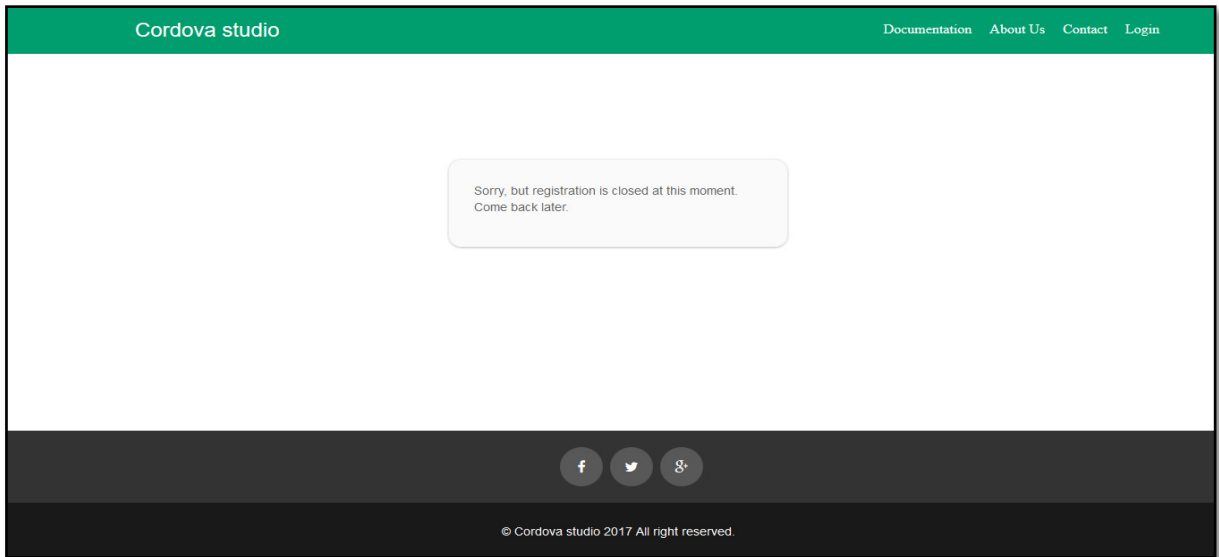 Cordova studio
Documentation About Us Contact Login
Sorry, but registration is closed at this moment.
Come back later.
© Cordova studio 2017 All right reserved.